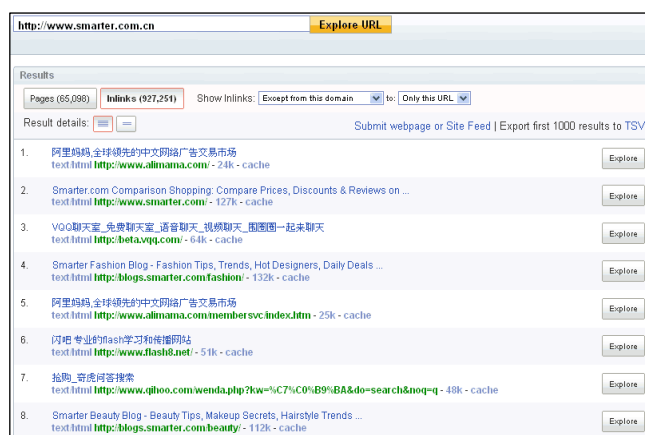 http://www.smarter.com.cn Explore URL
Results
Pages (65,098) Inlinks (927,251) Show Inlinks: Except from this domain to: Only this URL
Result details: Submit webpage or Site Feed | Export first 1000 results to TSV
1. 阿里妈妈,全球领先的中文网络广告交易市场 Explore
text/html http://www.alimama.com/ - 24k - cache
2. Smarter.com Comparison Shopping: Compare Prices, Discounts & Reviews on ... Explore
text/html http://www.smarter.com/ - 127k - cache
3. VQQ聊天室_免费聊天室_语音聊天_视频聊天_围圈圈一起来聊天 Explore
text/html http://beta.vqq.com/ - 64k - cache
4. Smarter Fashion Blog - Fashion Tips, Trends, Hot Designers, Daily Deals ... Explore
text/html http://blogs.smarter.com/fashion/ - 132k - cache
5. 阿里妈妈,全球领先的中文网络广告交易市场 Explore
text/html http://www.alimama.com/membersvc/index.htm - 25k - cache
6. 闪吧 专业的flash学习和传播网站 Explore
text/html http://www.flash8.net/ - 51k - cache
7. 抢购_奇虎问答搜索 Explore
text/html http://www.qihoo.com/wenda.php?kw=%C7%C0%B9%BA&do=search&noq=q - 48k - cache
8. Smarter Beauty Blog - Beauty Tips, Makeup Secrets, Hairstyle Trends ... Explore
text/html http://blogs.smarter.com/beauty/ - 112k - cache